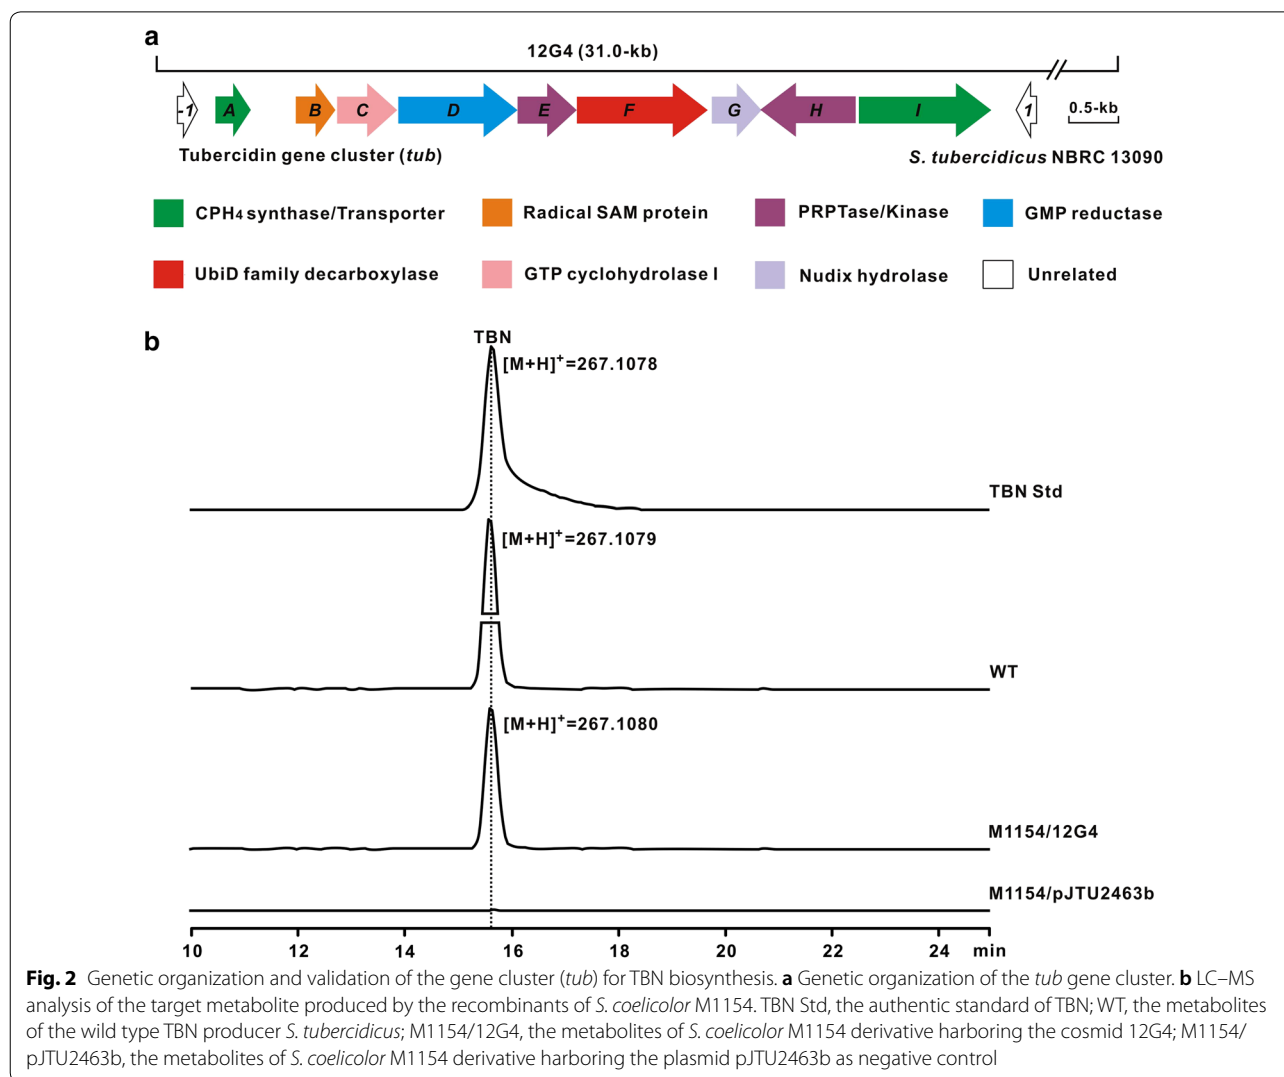 a
12G4 (31.0-kb)
-1 A B C D E F G H I 1 0.5-kb
Tubercidin gene cluster (tub) S. tubercidicus NBRC 13090
CPH4 synthase/Transporter Radical SAM protein PRPTase/Kinase GMP reductase
UbiD family decarboxylase GTP cyclohydrolase I Nudix hydrolase Unrelated
b
TBN
[M+H]+=267.1078
TBN Std
[M+H]+=267.1079
WT
[M+H]+=267.1080
M1154/12G4
M1154/pJTU2463b
10 12 14 16 18 20 22 24 min
Fig. 2 Genetic organization and validation of the gene cluster (tub) for TBN biosynthesis. a Genetic organization of the tub gene cluster. b LC–MS
analysis of the target metabolite produced by the recombinants of S. coelicolor M1154. TBN Std, the authentic standard of TBN; WT, the metabolites
of the wild type TBN producer S. tubercidicus; M1154/12G4, the metabolites of S. coelicolor M1154 derivative harboring the cosmid 12G4; M1154/
pJTU2463b, the metabolites of S. coelicolor M1154 derivative harboring the plasmid pJTU2463b as negative control